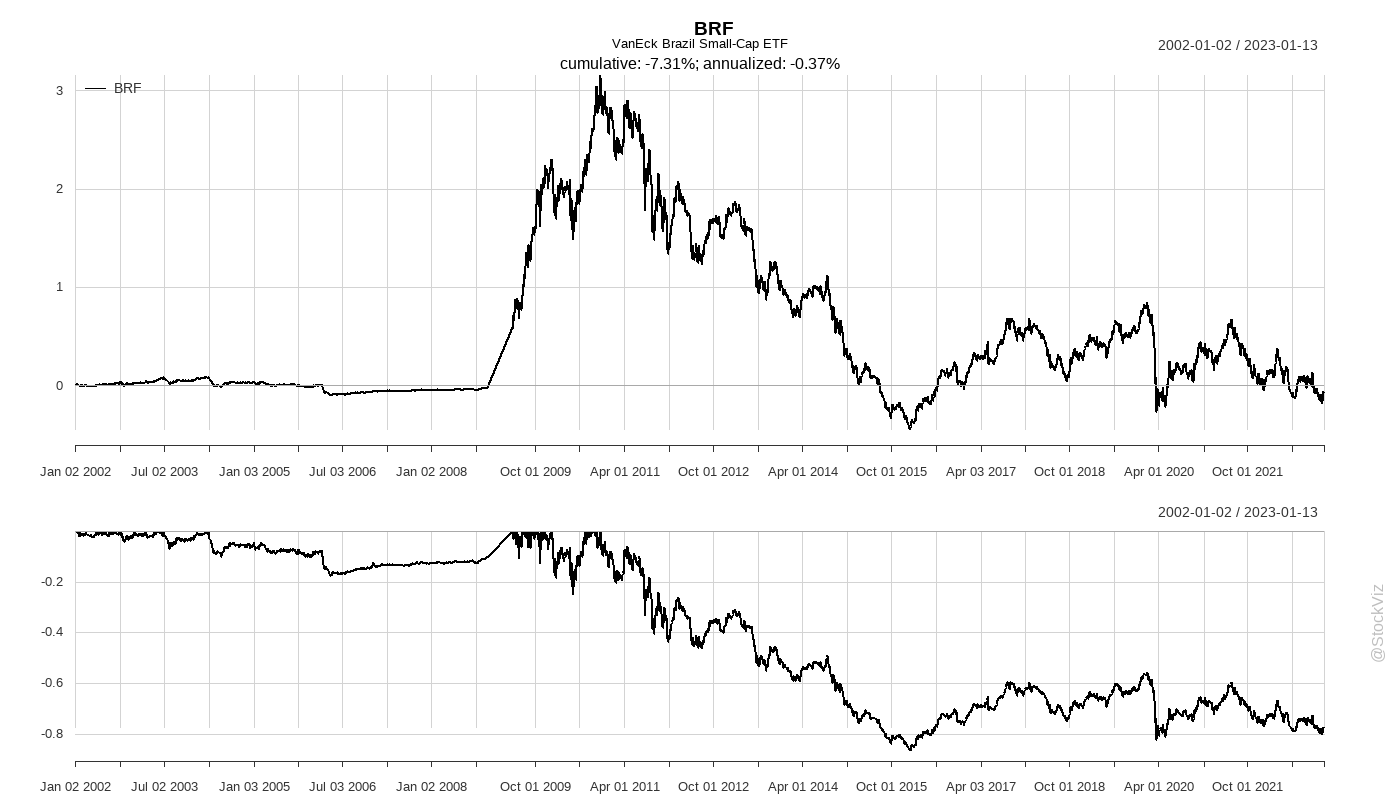 BRF
VanEck Brazil Small-Cap ETF
2002-01-02 / 2023-01-13
cumulative: -7.31%; annualized: -0.37%
BRF
3
2
1
0
Jan 02 2002 Jul 02 2003 Jan 03 2005 Jul 03 2006 Jan 02 2008 Oct 01 2009 Apr 01 2011 Oct 01 2012 Apr 01 2014 Oct 01 2015 Apr 03 2017 Oct 01 2018 Apr 01 2020 Oct 01 2021
2002-01-02 / 2023-01-13
-0.2
-0.4
-0.6
-0.8
Jan 02 2002 Jul 02 2003 Jan 03 2005 Jul 03 2006 Jan 02 2008 Oct 01 2009 Apr 01 2011 Oct 01 2012 Apr 01 2014 Oct 01 2015 Apr 03 2017 Oct 01 2018 Apr 01 2020 Oct 01 2021
@StockViz